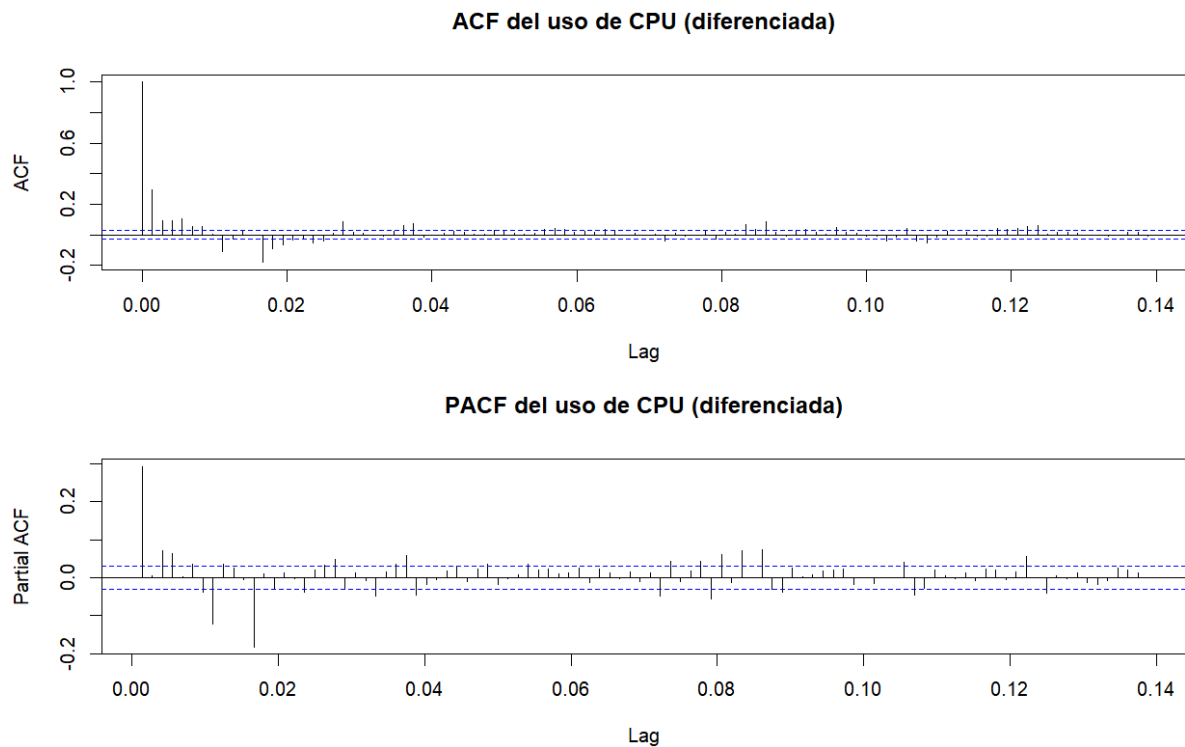 ACF del uso de CPU (diferenciada)
ACF
1.0
0.6
0.2
-0.2
0.00 0.02 0.04 0.06 0.08 0.10 0.12 0.14
Lag
PACF del uso de CPU (diferenciada)
Partial ACF
0.2
0.0
-0.2
0.00 0.02 0.04 0.06 0.08 0.10 0.12 0.14
Lag